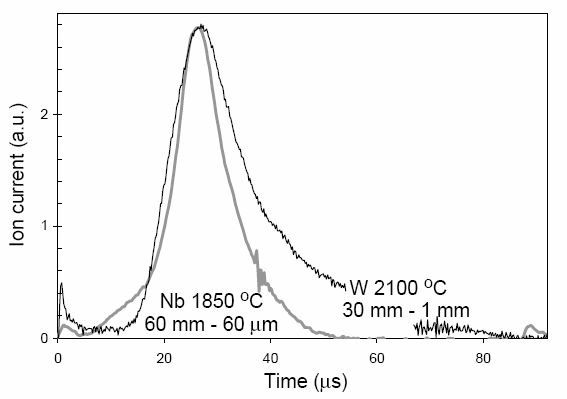 Ion current (a.u.)
2
1
0
W 2100 °C
30 mm - 1 mm
Nb 1850 °C
60 mm - 60 μm
0 20 40 60 80
Time (μs)